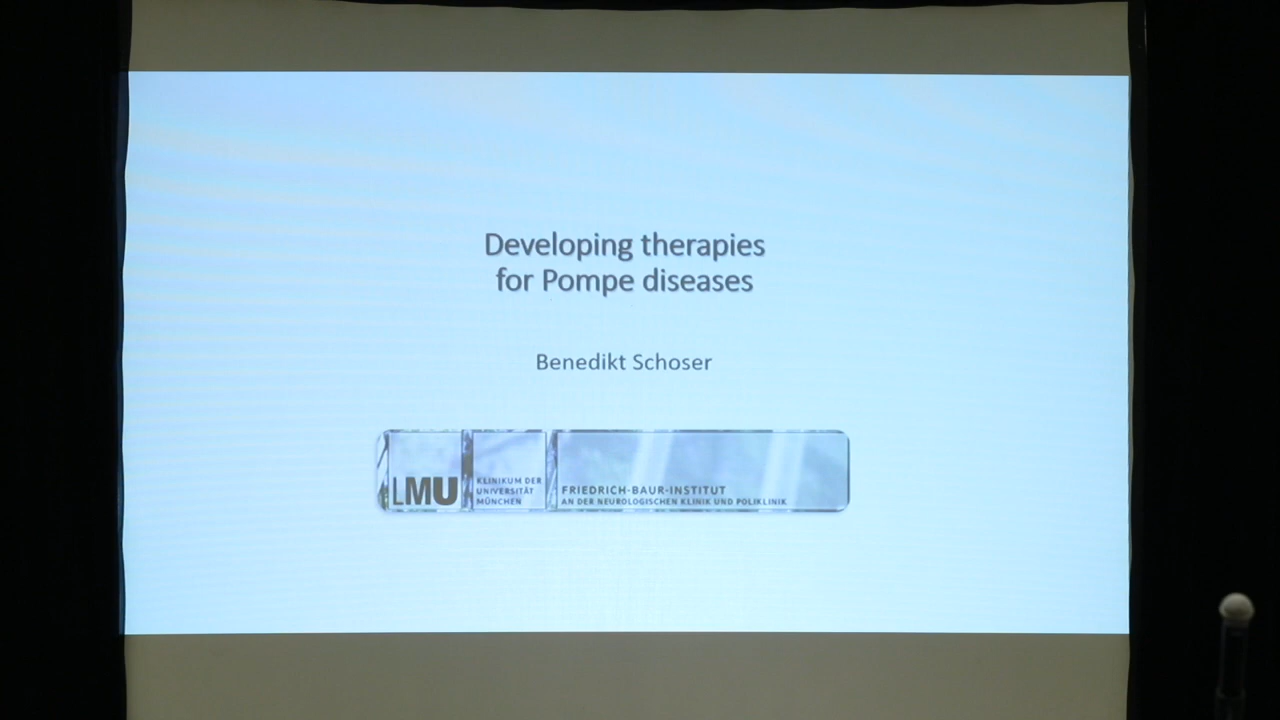 Developing therapies
for Pompe diseases
Benedikt Schoser
LMU
KLINIKUM DER
UNIVERSITÄT
MÜNCHEN
FRIEDRICH-BAUR-INSTITUT
AN DER NEUROLOGISCHEN KLINIK UND POLIKLINIK